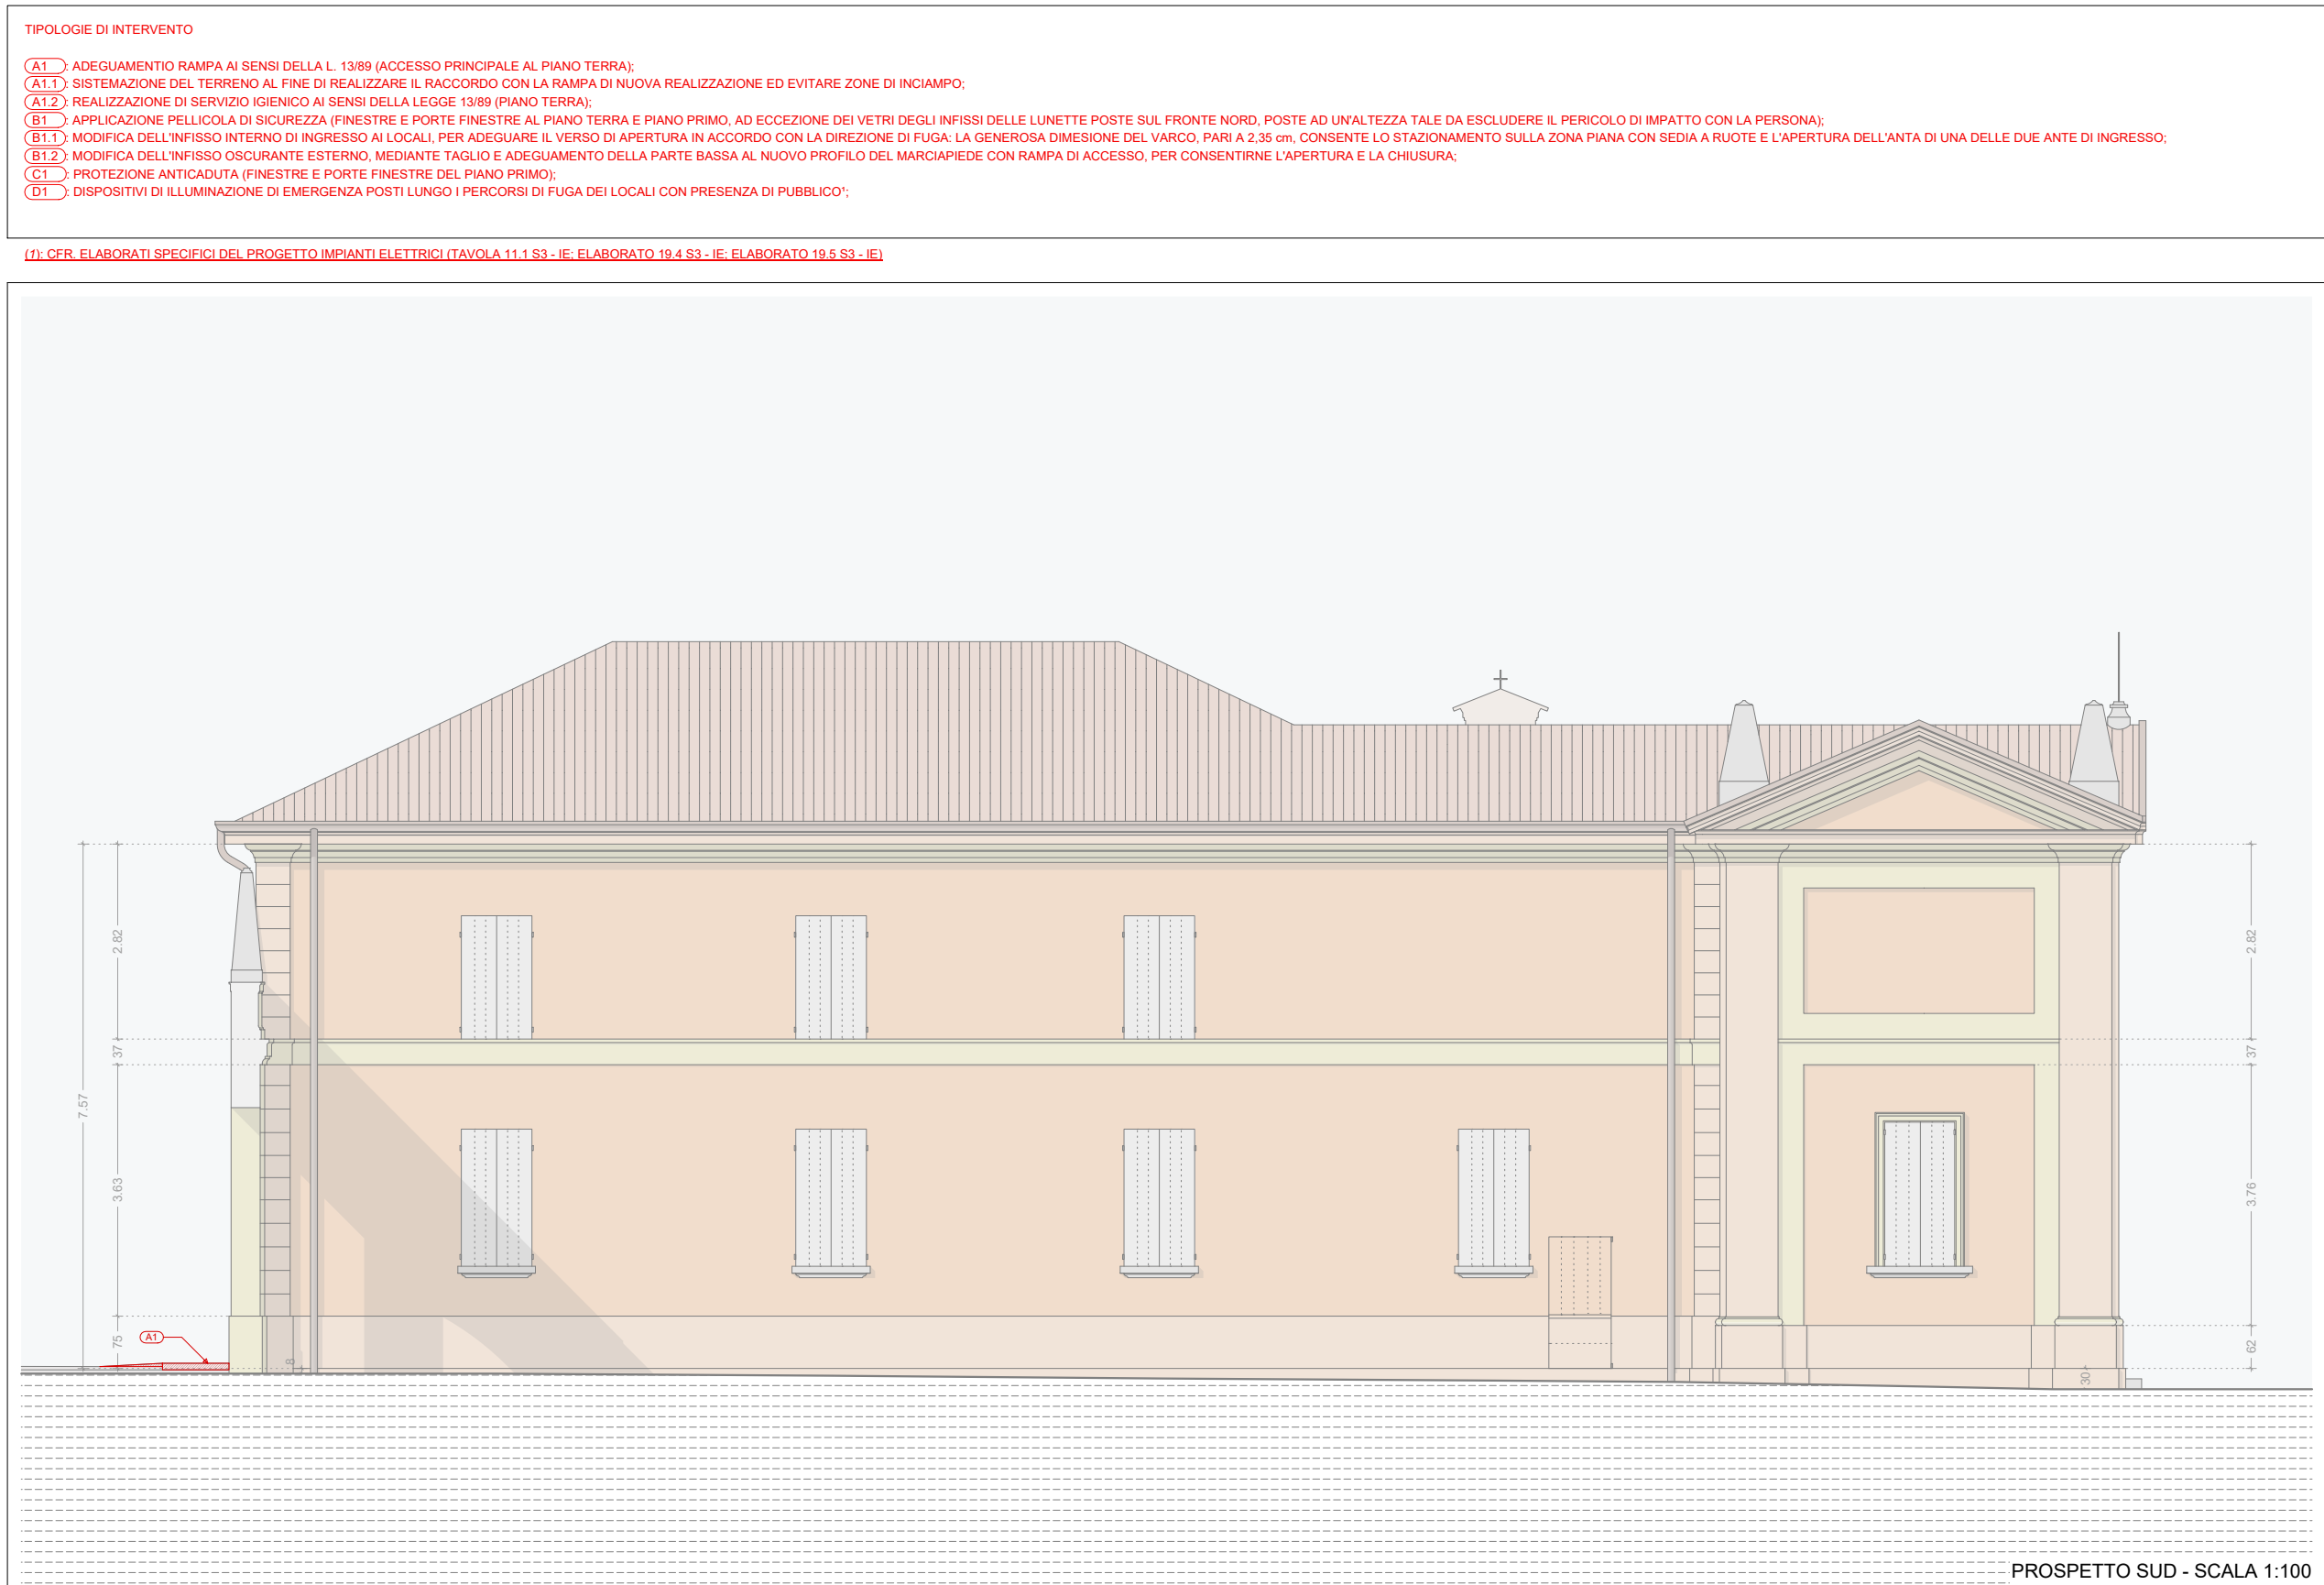 TIPOLOGIE DI INTERVENTO
A1 : ADEGUAMENTIO RAMPA AI SENSI DELLA L. 13/89 (ACCESSO PRINCIPALE AL PIANO TERRA);
A1.1 : SISTEMAZIONE DEL TERRENO AL FINE DI REALIZZARE IL RACCORDO CON LA RAMPA DI NUOVA REALIZZAZIONE ED EVITARE ZONE DI INCIAMPO;
A1.2 : REALIZZAZIONE DI SERVIZIO IGIENICO AI SENSI DELLA LEGGE 13/89 (PIANO TERRA);
B1 : APPLICAZIONE PELLICOLA DI SICUREZZA (FINESTRE E PORTE FINESTRE AL PIANO TERRA E PIANO PRIMO, AD ECCEZIONE DEI VETRI DEGLI INFISSI DELLE LUNETTE POSTE SUL FRONTE NORD, POSTE AD UN'ALTEZZA TALE DA ESCLUDERE IL PERICOLO DI IMPATTO CON LA PERSONA);
B1.1 : MODIFICA DELL'INFISSO INTERNO DI INGRESSO AI LOCALI, PER ADEGUARE IL VERSO DI APERTURA IN ACCORDO CON LA DIREZIONE DI FUGA: LA GENEROSA DIMESIONE DEL VARCO, PARI A 2,35 cm, CONSENTE LO STAZIONAMENTO SULLA ZONA PIANA CON SEDIA A RUOTE E L'APERTURA DELL'ANTA DI UNA DELLE DUE ANTE DI INGRESSO;
B1.2 : MODIFICA DELL'INFISSO OSCURANTE ESTERNO, MEDIANTE TAGLIO E ADEGUAMENTO DELLA PARTE BASSA AL NUOVO PROFILO DEL MARCIAPIEDE CON RAMPA DI ACCESSO, PER CONSENTIRNE L'APERTURA E LA CHIUSURA;
C1 : PROTEZIONE ANTICADUTA (FINESTRE E PORTE FINESTRE DEL PIANO PRIMO);
D1 : DISPOSITIVI DI ILLUMINAZIONE DI EMERGENZA POSTI LUNGO I PERCORSI DI FUGA DEI LOCALI CON PRESENZA DI PUBBLICO¹;
(1): CFR. ELABORATI SPECIFICI DEL PROGETTO IMPIANTI ELETTRICI (TAVOLA 11.1 S3 - IE; ELABORATO 19.4 S3 - IE; ELABORATO 19.5 S3 - IE)
7.57
2.82
37
3.63
75
A1
8
2.82
37
3.76
62
30
PROSPETTO SUD - SCALA 1:100